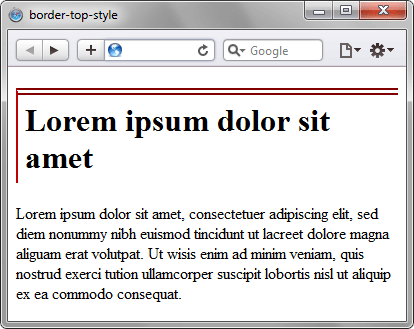 border-top-style
Google
Lorem ipsum dolor sit
amet
Lorem ipsum dolor sit amet, consectetuer adipiscing elit, sed
diem nonummy nibh euismod tincidunt ut lacreet dolore magna
aliguam erat volutpat. Ut wisis enim ad minim veniam, quis
nostrud exerci tution ullamcorper suscipit lobortis nisl ut aliquip
ex ea commodo consequat.